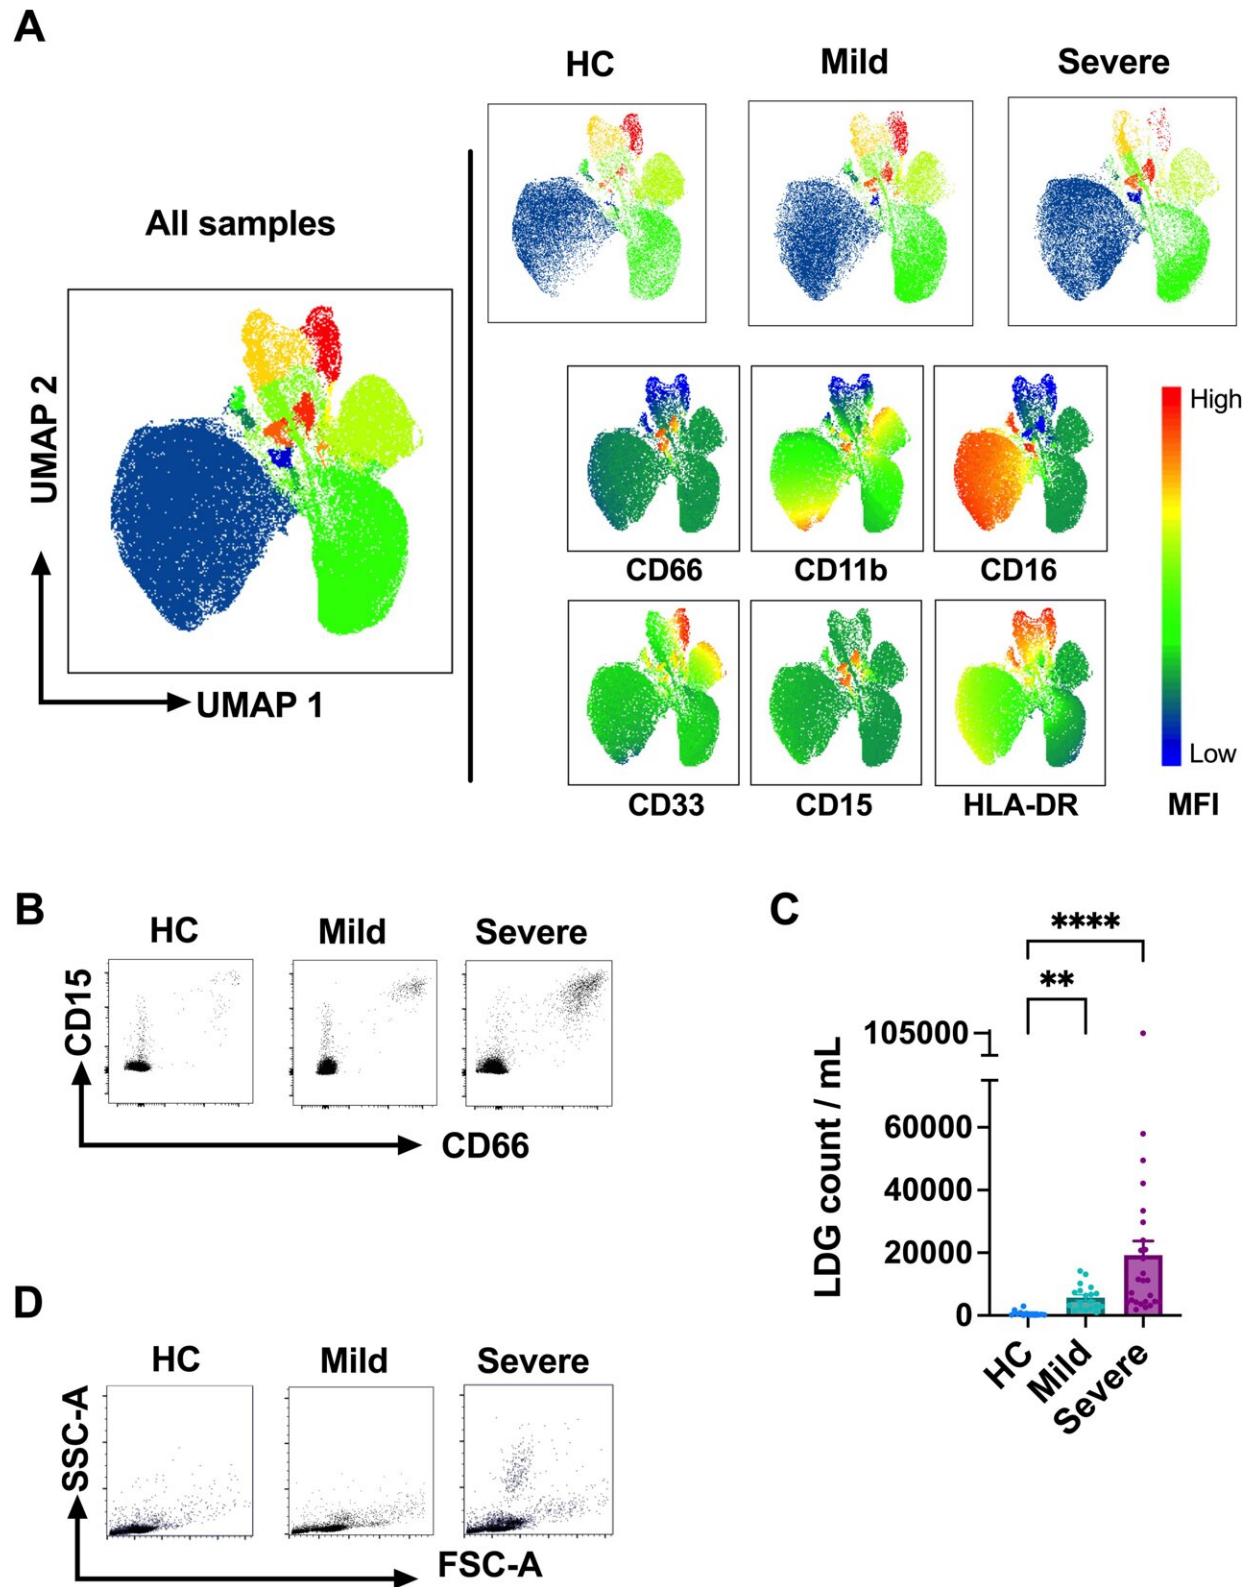 A
HC Mild Severe
All samples
UMAP 2
UMAP 1
High
Low
CD66 CD11b CD16
CD33 CD15 HLA-DR MFI
B
HC Mild Severe
CD15
CD66
C
****
**
LDG count / mL
105000
60000
40000
20000
0
HC Mild Severe
D
HC Mild Severe
SSC-A
FSC-A